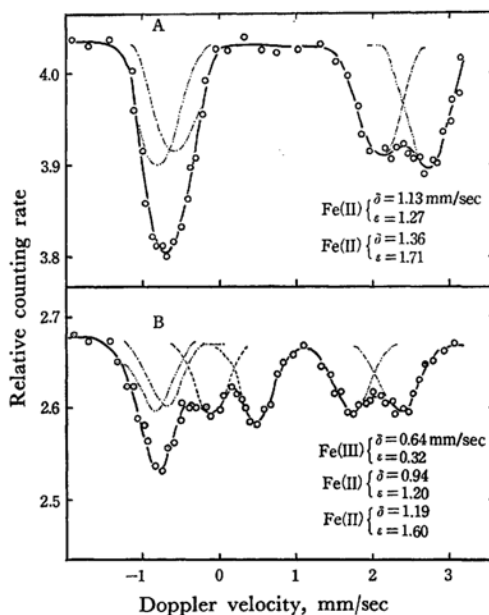 A
4.0
3.9
3.8
Fe(II) { δ=1.13 mm/sec
ε=1.27
Fe(II) { δ=1.36
ε=1.71
B
2.7
2.6
2.5
Fe(III) { δ=0.64 mm/sec
ε=0.32
Fe(II) { δ=0.94
ε=1.20
Fe(II) { δ=1.19
ε=1.60
Relative counting rate
−1 0 1 2 3
Doppler velocity, mm/sec